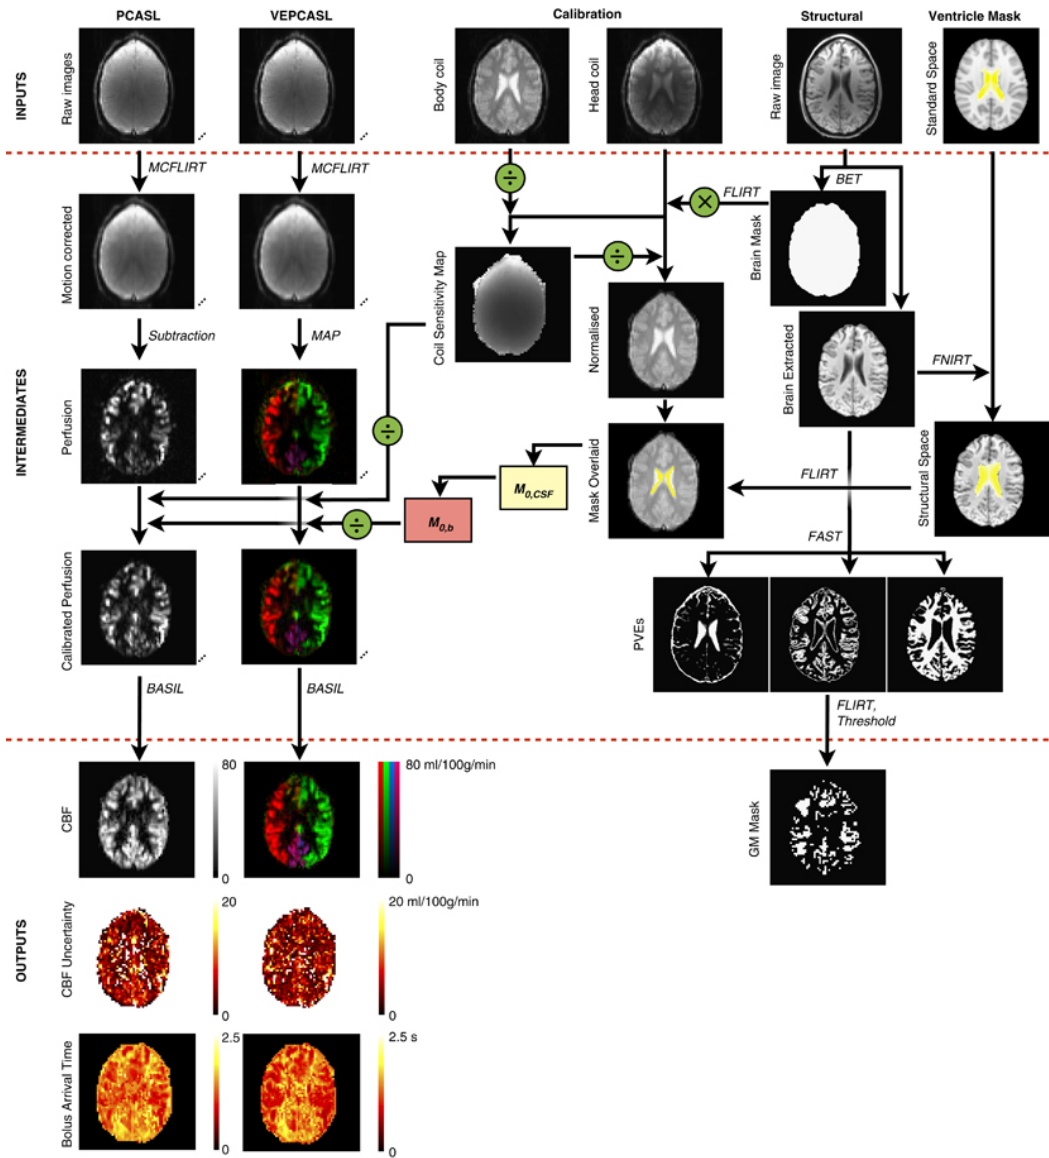 PCASL
VEPCASL
Calibration
Structural
Ventricle Mask
INPUTS
Raw images
Body coil
Head coil
Raw image
Standard Space
MCFLIRT
MCFLIRT
÷
FLIRT
×
BET
Motion corrected
Coil Sensitivity Map
÷
Brain Mask
Subtraction
MAP
Normalised
Brain Extracted
FNIRT
INTERMEDIATES
Perfusion
÷
M0,CSF
Mask Overlaid
FLIRT
Structural Space
÷
M0,b
FAST
Calibrated Perfusion
PVEs
BASIL
BASIL
FLIRT,
Threshold
OUTPUTS
CBF
80
0
80 ml/100g/min
0
GM Mask
CBF Uncertainty
20
0
20 ml/100g/min
0
Bolus Arrival Time
2.5
0
2.5 s
0